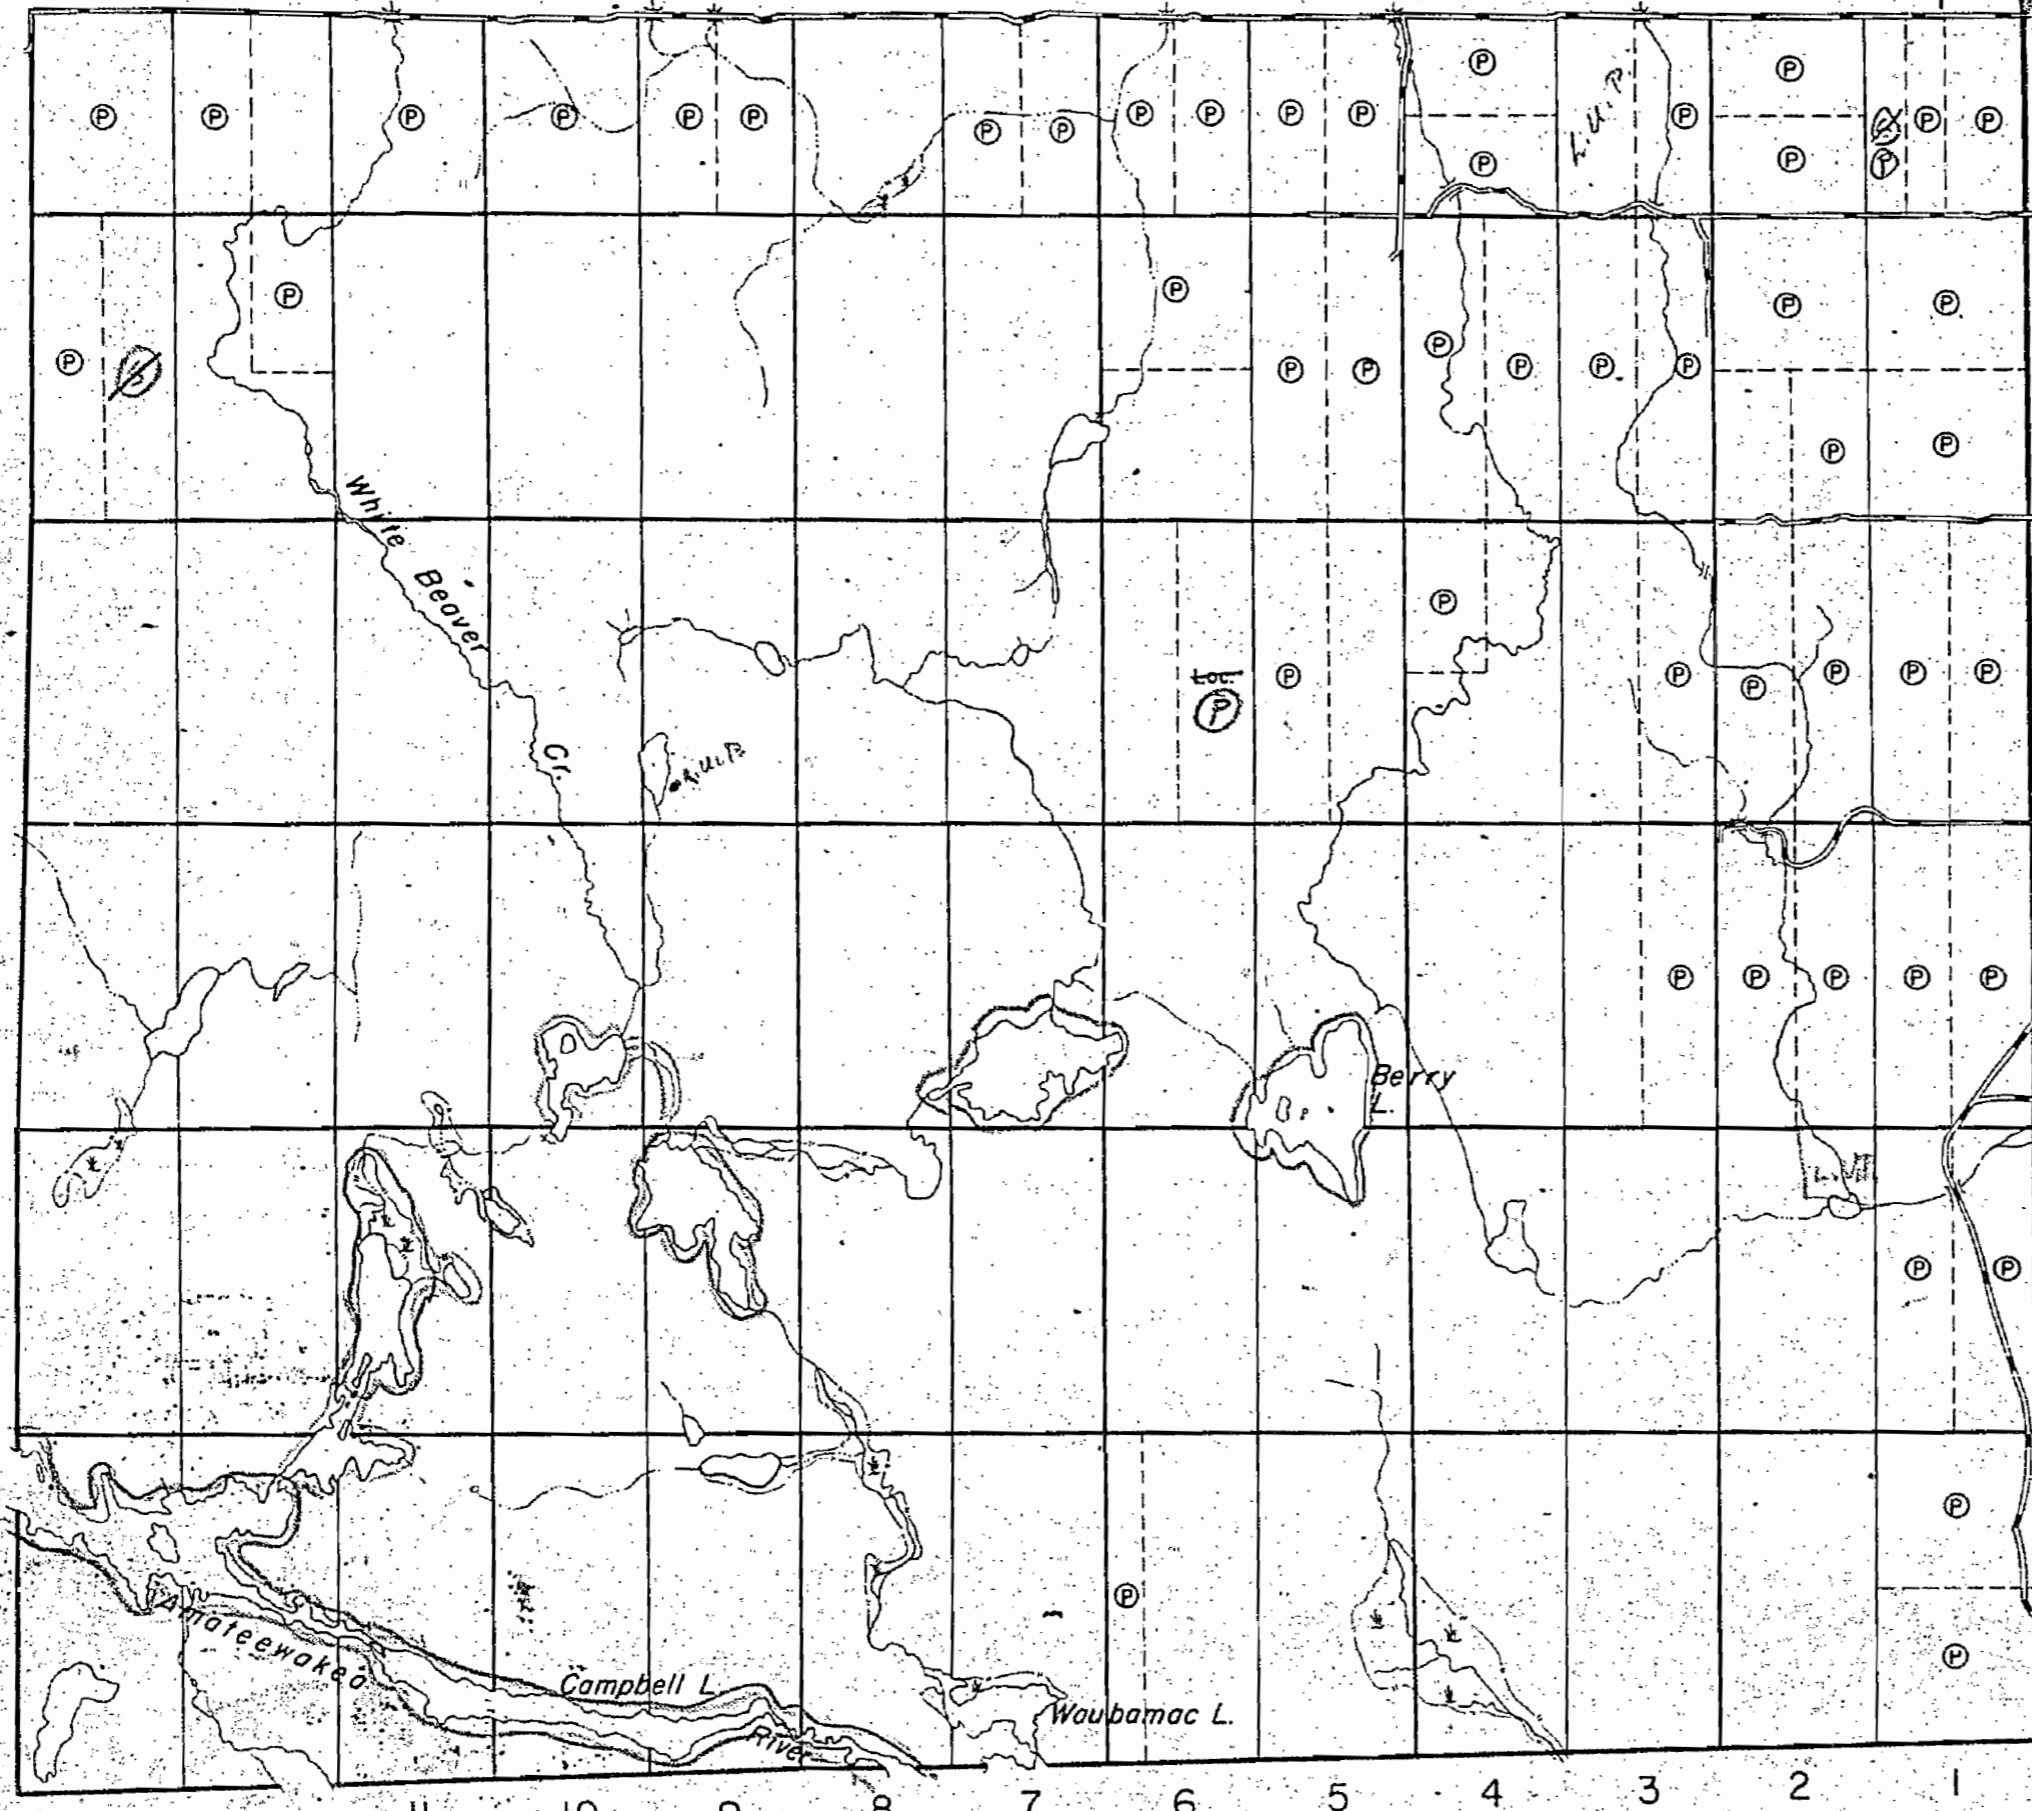 P P
L.U.P.
P P P P P P P P P P P P P P P P P
P P P P
P P P P
P P P P P P P
P P
White
Beaver
Cr.
P
P P P P P P
Loc.
P
L.U.P.
P P P P P
Berry
L.
P P
P
P
P
Amateewakea
Campbell L.
River
Waubamac L.
11 10 9 8 7 6 5 4 3 2 1